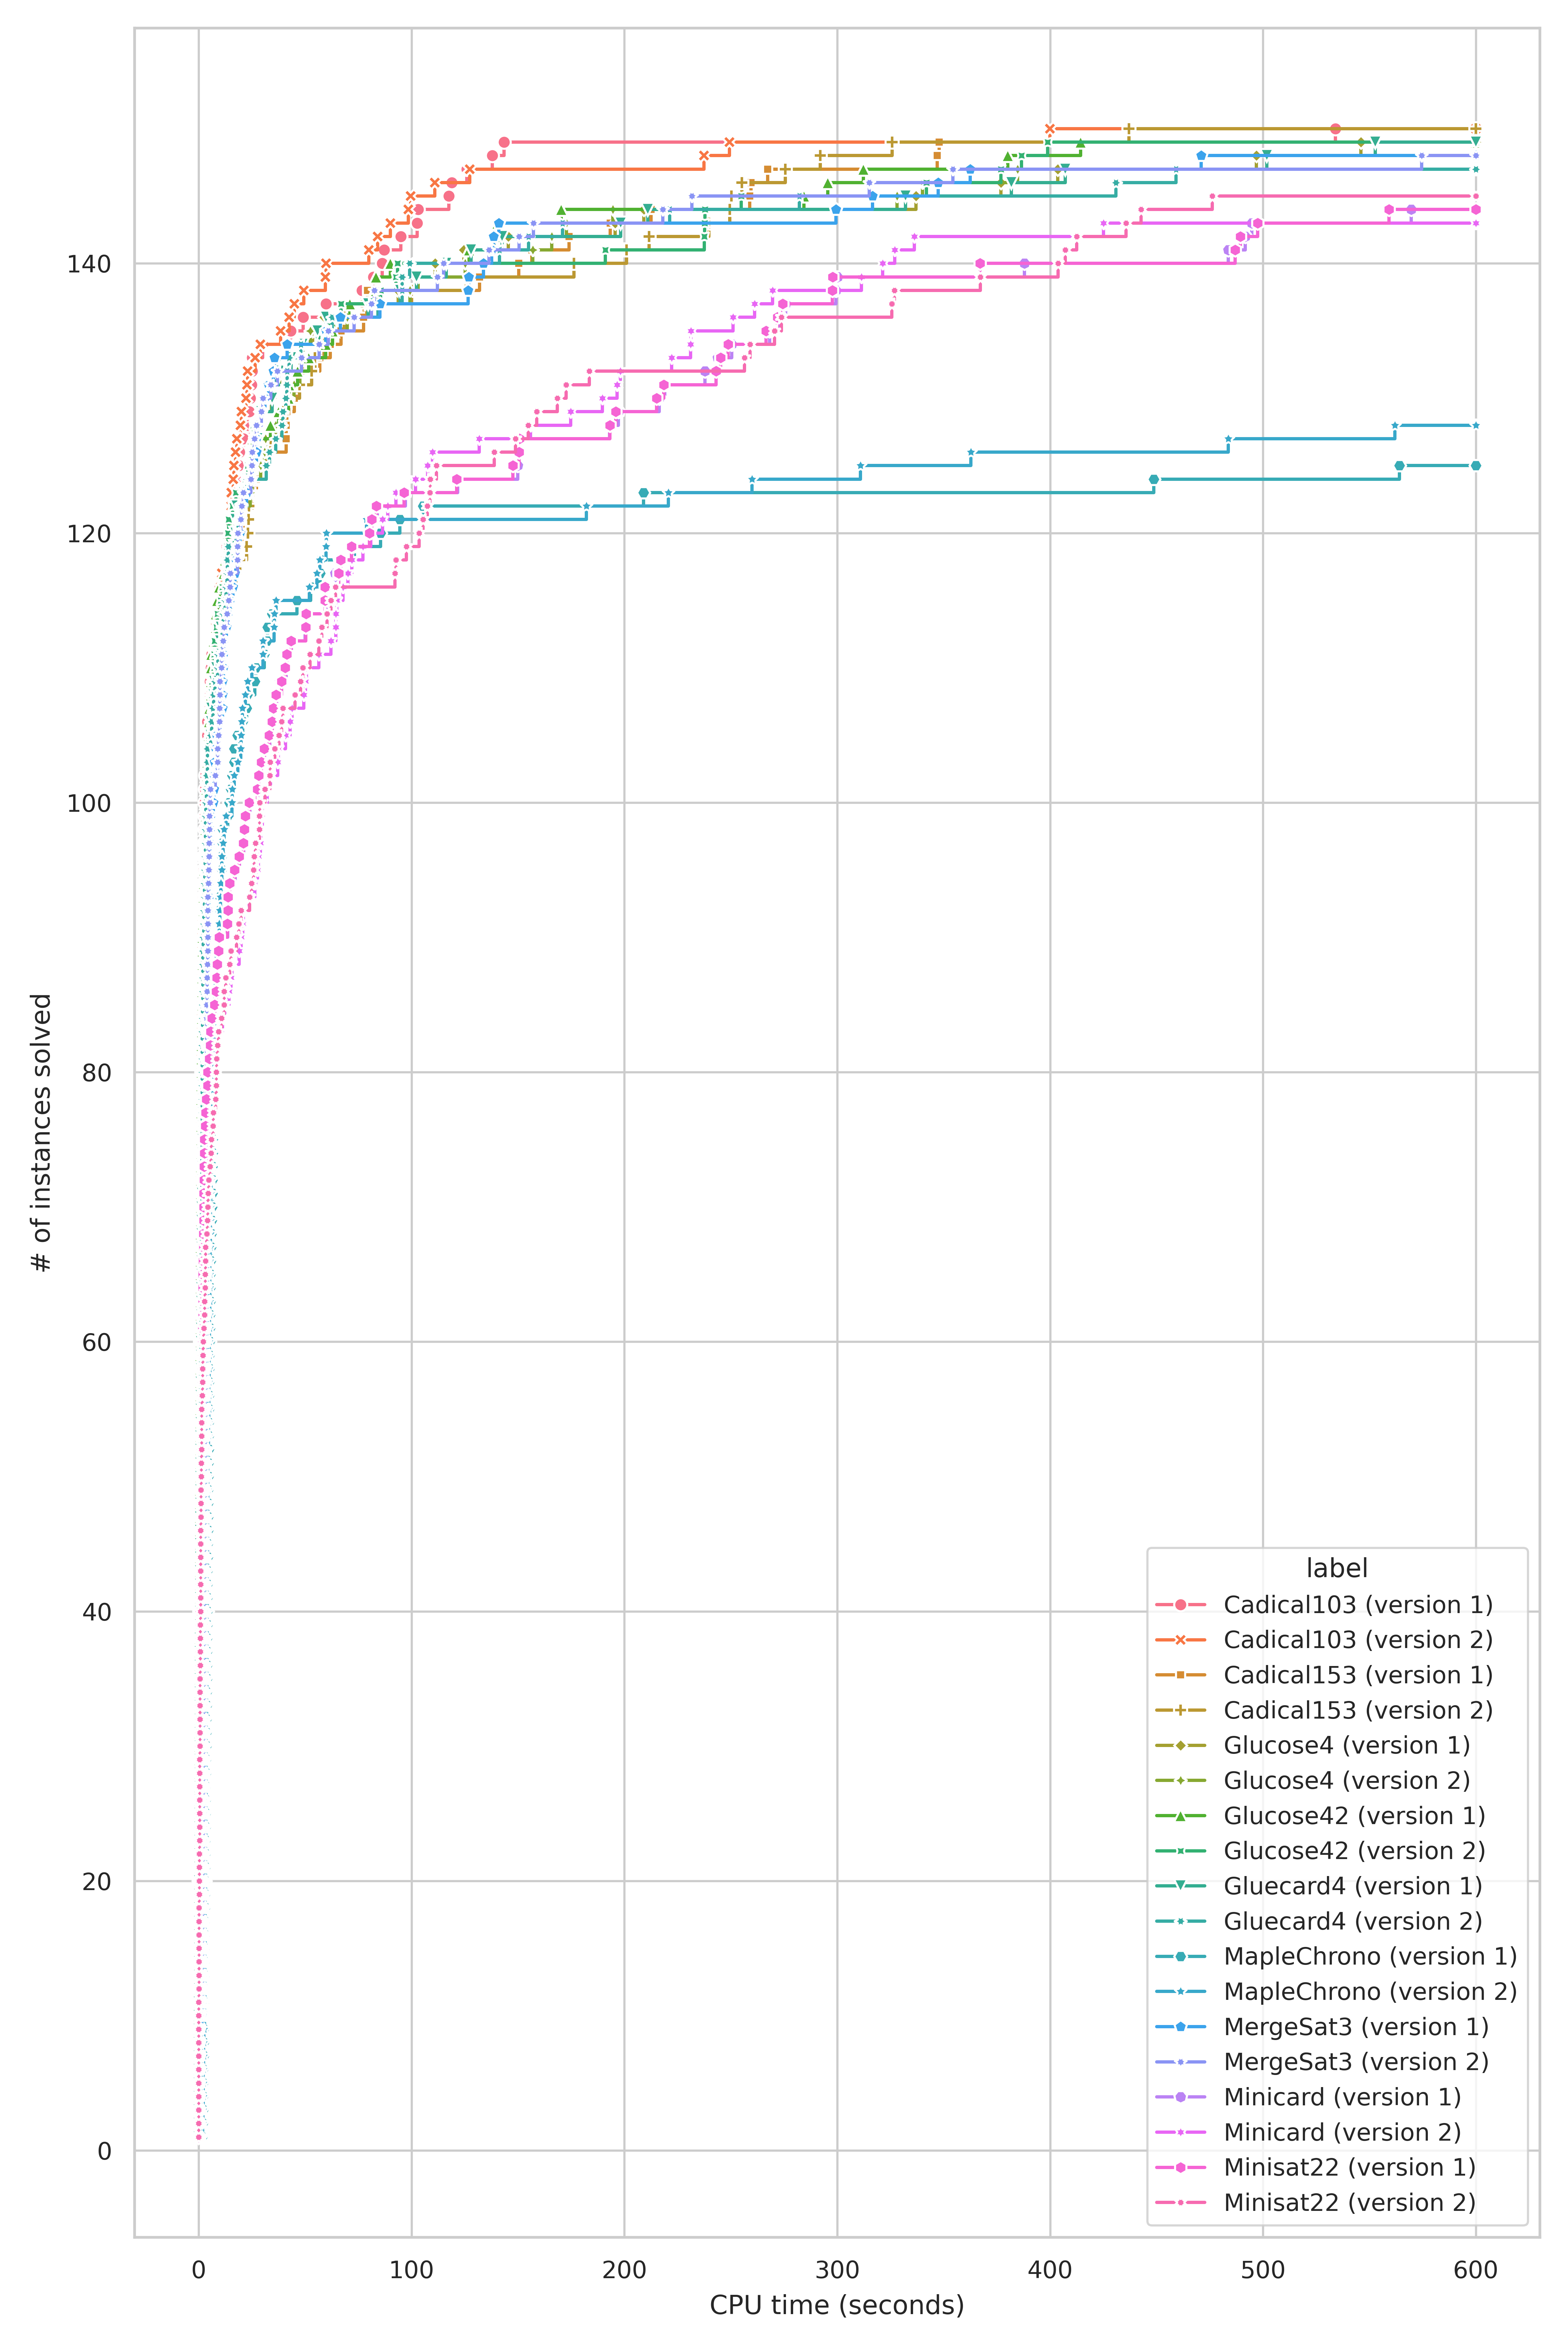 # of instances solved
140
120
100
80
60
40
20
0
label
Cadical103 (version 1)
Cadical103 (version 2)
Cadical153 (version 1)
Cadical153 (version 2)
Glucose4 (version 1)
Glucose4 (version 2)
Glucose42 (version 1)
Glucose42 (version 2)
Gluecard4 (version 1)
Gluecard4 (version 2)
MapleChrono (version 1)
MapleChrono (version 2)
MergeSat3 (version 1)
MergeSat3 (version 2)
Minicard (version 1)
Minicard (version 2)
Minisat22 (version 1)
Minisat22 (version 2)
0 100 200 300 400 500 600
CPU time (seconds)